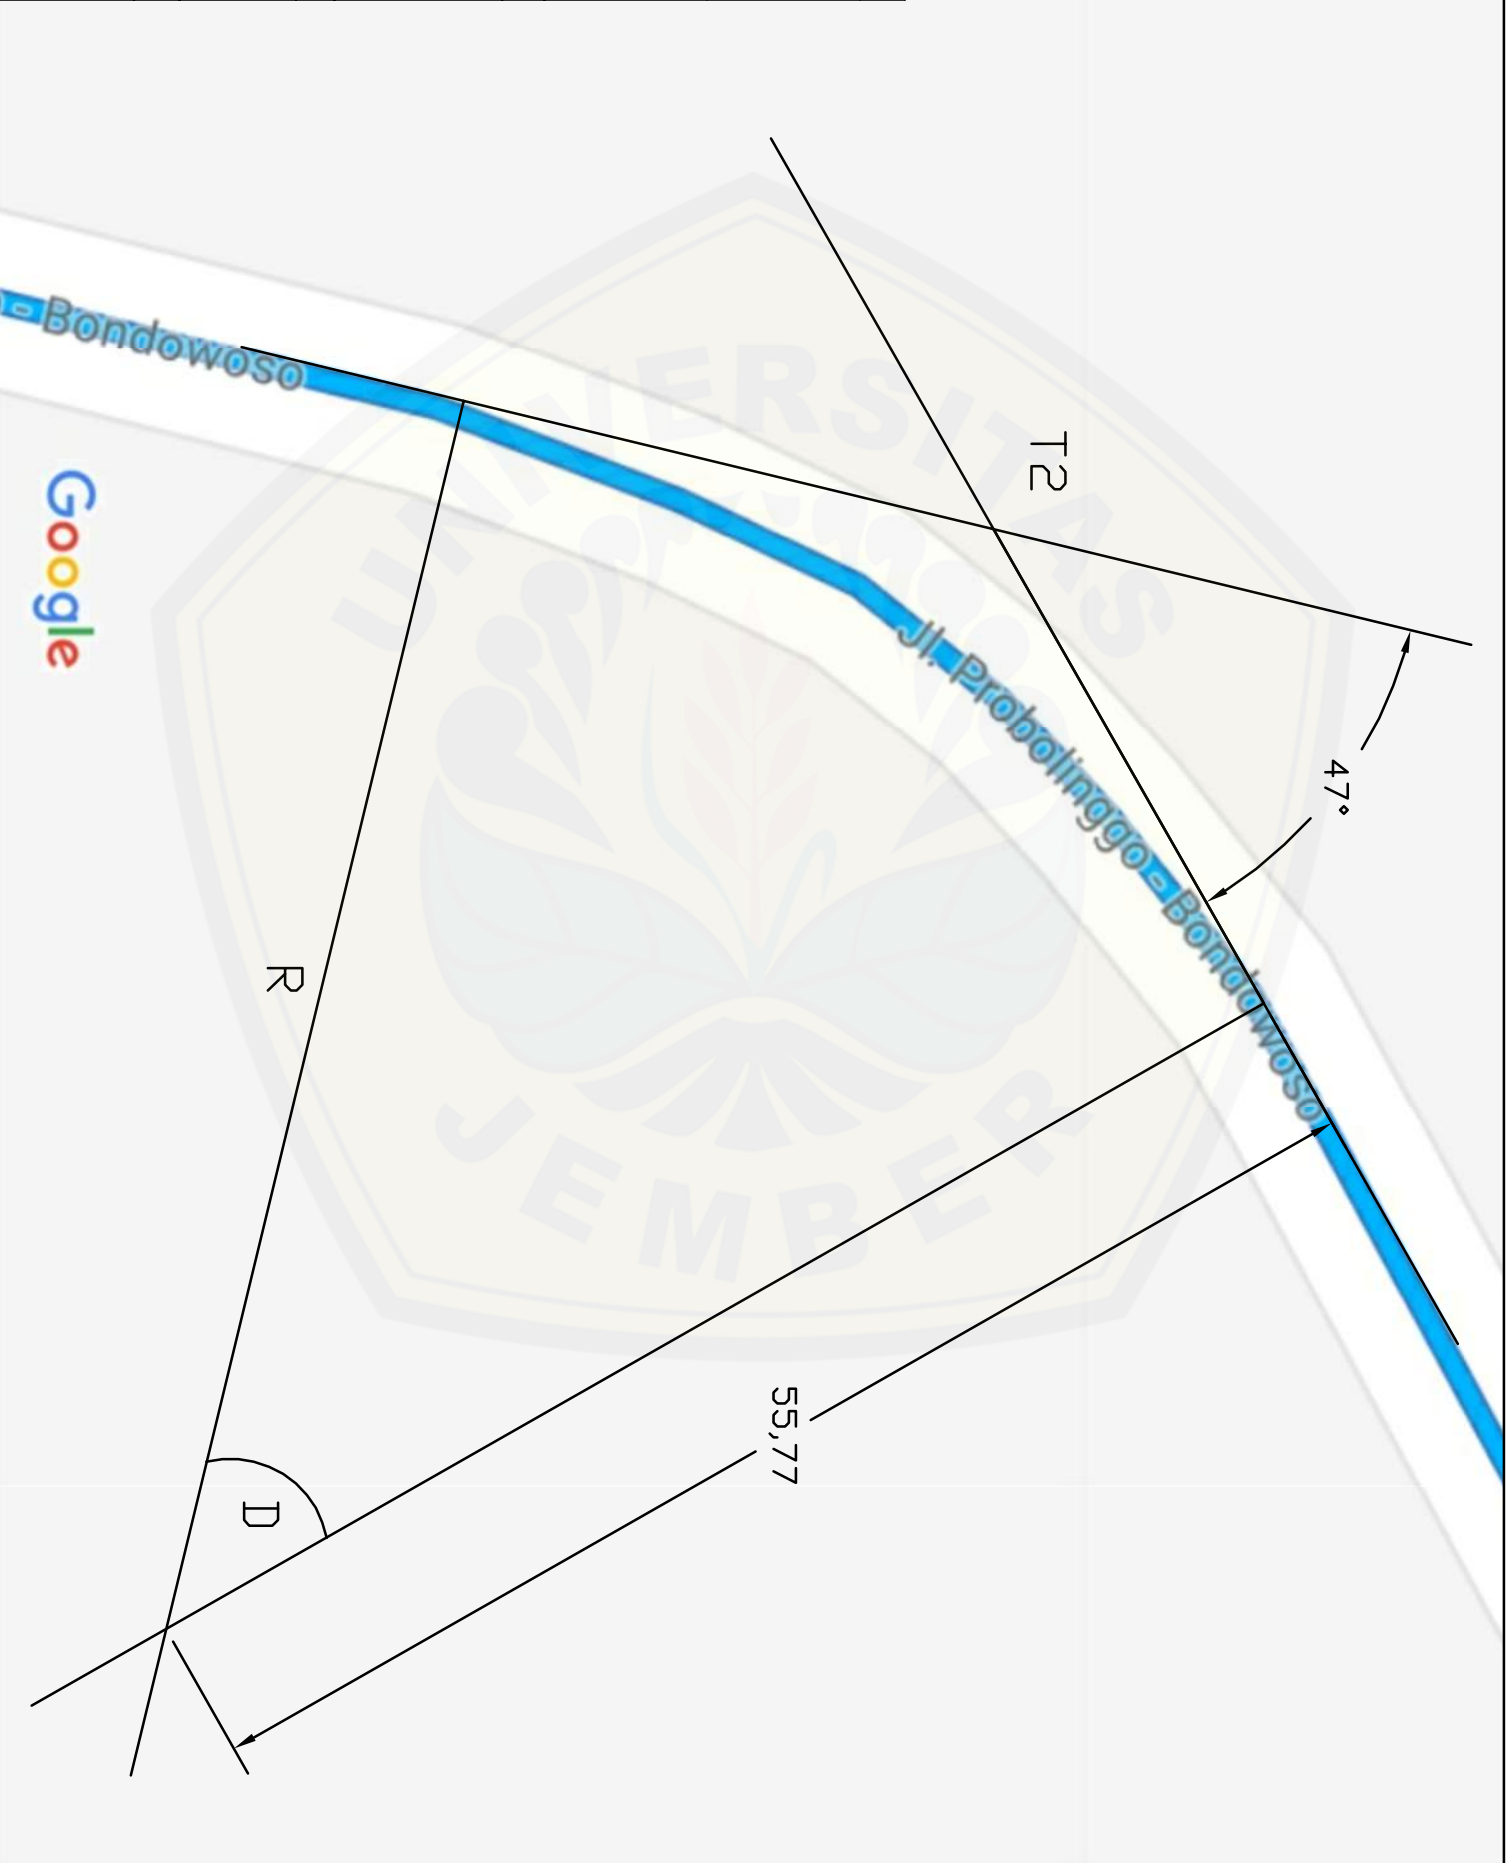 UNIVERSITAS
T2
- Bondowoso
Google
Jl. Probolinggo - Bondowoso
47°
R
JEMBER
55,77
D